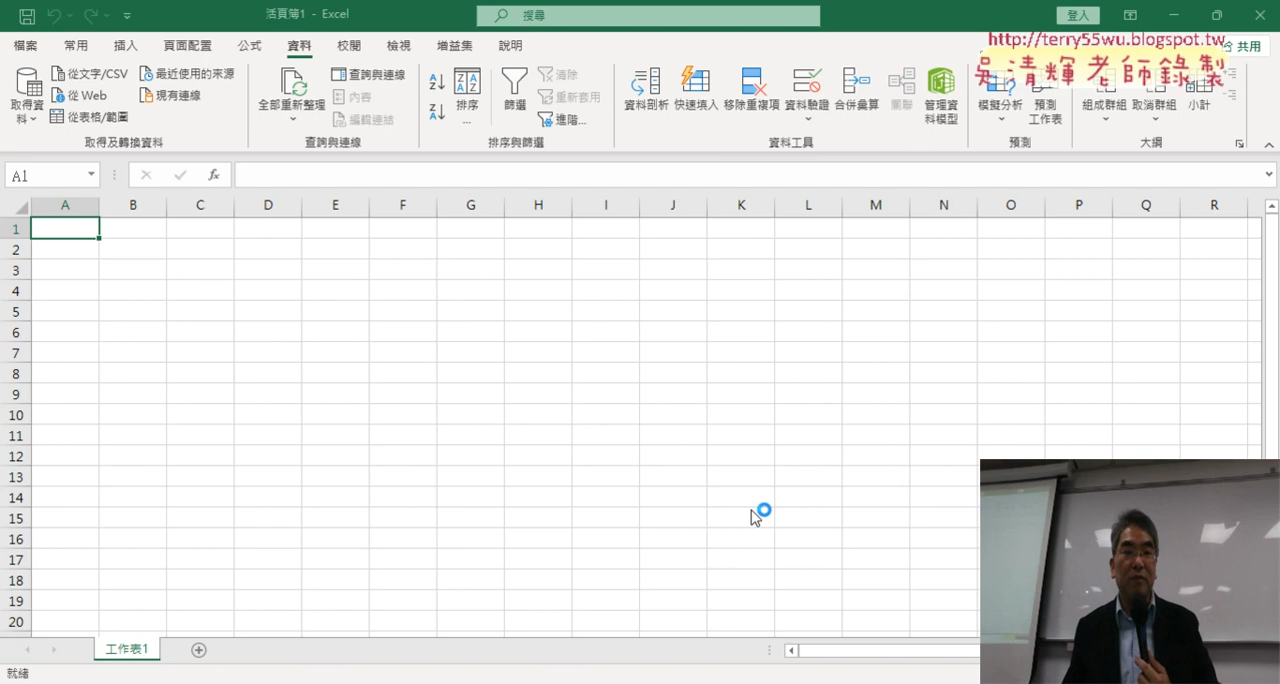 活頁簿1 - Excel
搜尋
登入
檔案 常用 插入 頁面配置 公式 資料 校閱 檢視 增益集 說明
http://terry55wu.blogspot.tw
共用
吳清輝老師錄製
取得資料
從文字/CSV
從 Web
從表格/範圍
最近使用的來源
現有連線
取得及轉換資料
全部重新整理
查詢與連線
內容
編輯連結
查詢與連線
排序...
篩選
清除
重新套用
進階...
排序與篩選
資料剖析 快速填入 移除重複項 資料驗證 合併彙算 關聯 管理資料模型
資料工具
模擬分析 預測工作表
預測
組成群組 取消群組 小計
大綱
A1
fx
A B C D E F G H I J K L M N O P Q R
1
2
3
4
5
6
7
8
9
10
11
12
13
14
15
16
17
18
19
20
工作表1
就緒